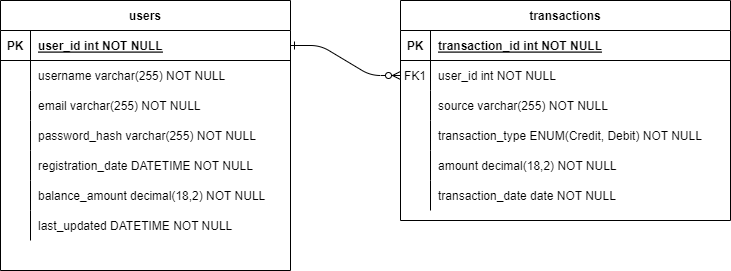 users
PK user_id int NOT NULL
username varchar(255) NOT NULL
email varchar(255) NOT NULL
password_hash varchar(255) NOT NULL
registration_date DATETIME NOT NULL
balance_amount decimal(18,2) NOT NULL
last_updated DATETIME NOT NULL
transactions
PK transaction_id int NOT NULL
FK1 user_id int NOT NULL
source varchar(255) NOT NULL
transaction_type ENUM(Credit, Debit) NOT NULL
amount decimal(18,2) NOT NULL
transaction_date date NOT NULL